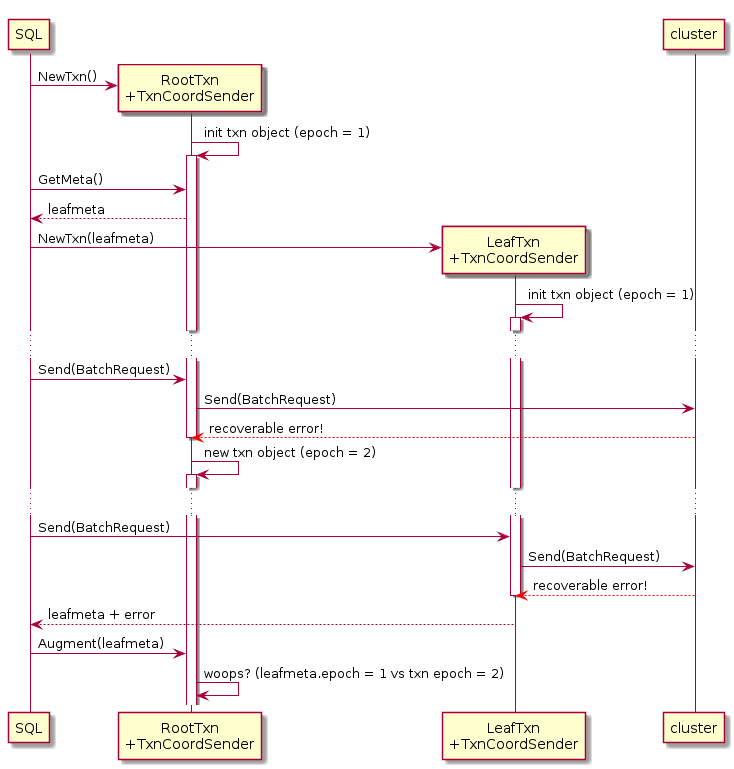 SQL
cluster
NewTxn()
RootTxn
+TxnCoordSender
init txn object (epoch = 1)
GetMeta()
leafmeta
NewTxn(leafmeta)
LeafTxn
+TxnCoordSender
init txn object (epoch = 1)
Send(BatchRequest)
Send(BatchRequest)
recoverable error!
new txn object (epoch = 2)
Send(BatchRequest)
Send(BatchRequest)
recoverable error!
leafmeta + error
Augment(leafmeta)
woops? (leafmeta.epoch = 1 vs txn epoch = 2)
SQL
RootTxn
+TxnCoordSender
LeafTxn
+TxnCoordSender
cluster